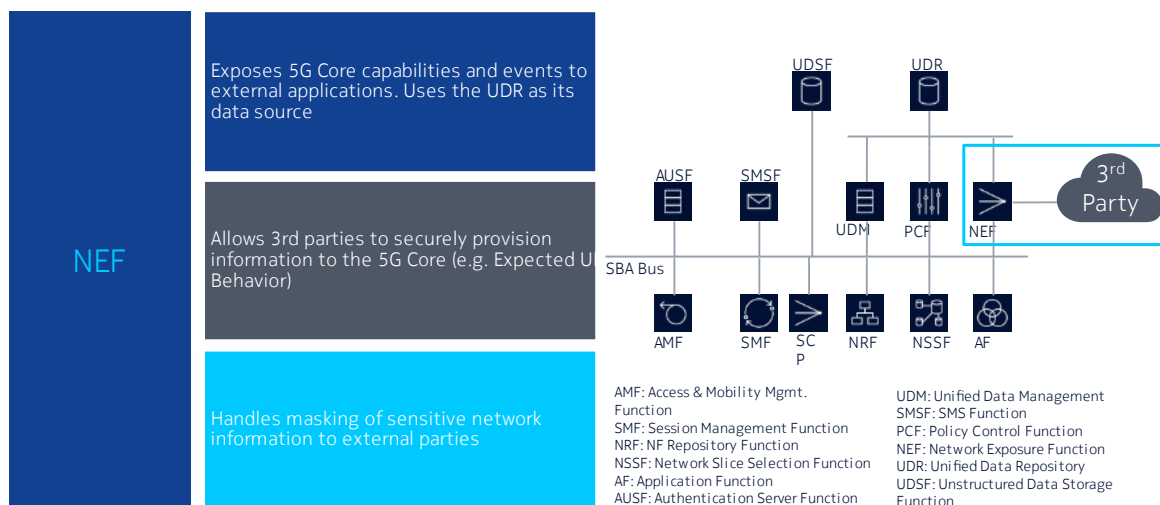 NEF
Exposes 5G Core capabilities and events to
external applications. Uses the UDR as its
data source
Allows 3rd parties to securely provision
information to the 5G Core (e.g. Expected U
Behavior)
Handles masking of sensitive network
information to external parties
UDSF
UDR
AUSF
SMSF
UDM
PCF
NEF
3rd
Party
SBA Bus
AMF
SMF
SC
P
NRF
NSSF
AF
AMF: Access & Mobility Mgmt.
Function
SMF: Session Management Function
NRF: NF Repository Function
NSSF: Network Slice Selection Function
AF: Application Function
AUSF: Authentication Server Function
UDM: Unified Data Management
SMSF: SMS Function
PCF: Policy Control Function
NEF: Network Exposure Function
UDR: Unified Data Repository
UDSF: Unstructured Data Storage
Function